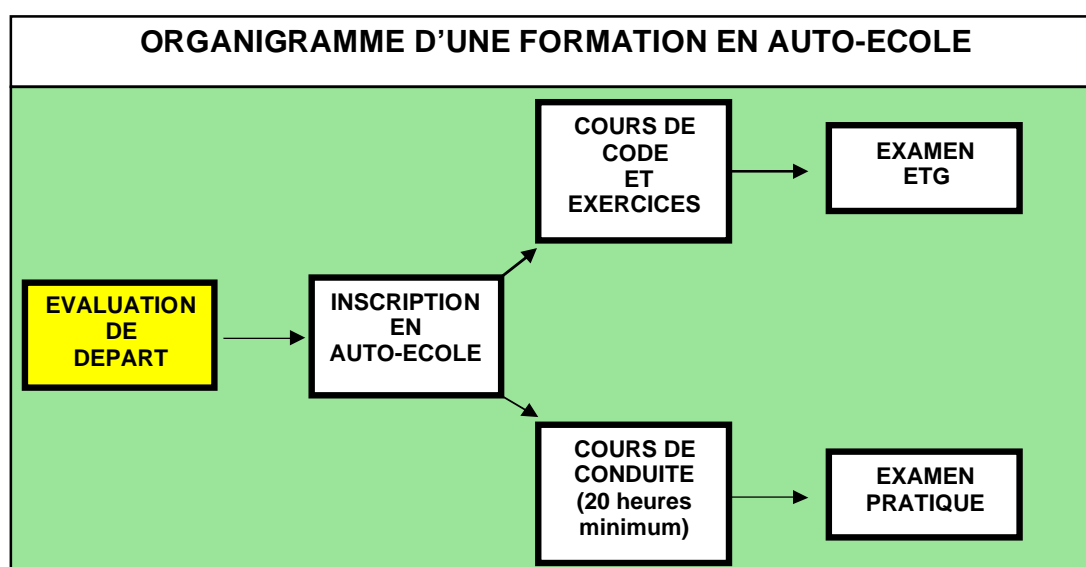 ORGANIGRAMME D’UNE FORMATION EN AUTO-ECOLE
COURS DE
CODE
ET
EXERCICES
EXAMEN
ETG
EVALUATION
DE
DEPART
INSCRIPTION
EN
AUTO-ECOLE
COURS DE
CONDUITE
(20 heures
minimum)
EXAMEN
PRATIQUE